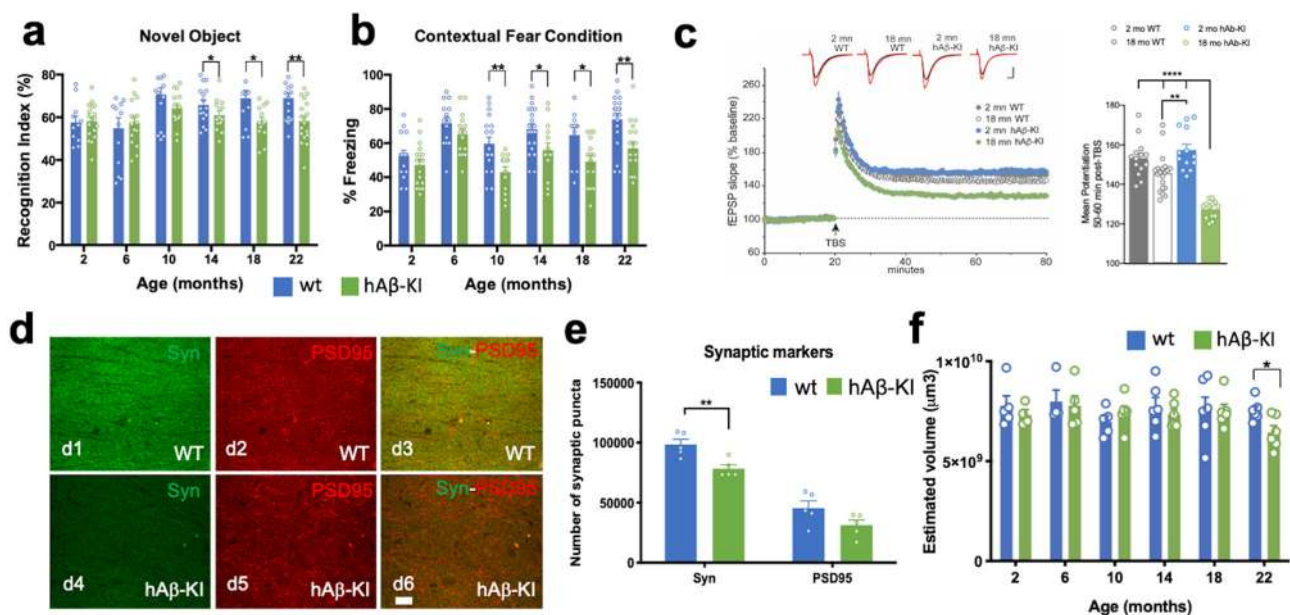 a
Novel Object
Recognition Index (%)
80
60
40
20
0
* * **
2 6 10 14 18 22
Age (months)
b
Contextual Fear Condition
% Freezing
100
80
60
40
20
0
** * * **
2 6 10 14 18 22
Age (months)
wt hAβ-KI
c
2 mn WT
18 mn WT
2 mn hAβ-KI
18 mn hAβ-KI
fEPSP slope (% baseline)
260
220
180
140
100
2 mn WT
18 mn WT
2 mn hAβ-KI
18 mn hAβ-KI
TBS
0 20 40 60 80
minutes
2 mo WT 2 mo hAb-KI
18 mo WT 18 mo hAb-KI
Mean Potentiation
50-60 min post-TBS
180
160
140
120
100
****
**
d
Syn PSD95 Syn-PSD95
d1 WT d2 WT d3 WT
Syn PSD95 Syn-PSD95
d4 hAβ-KI d5 hAβ-KI d6 hAβ-KI
e
Synaptic markers
wt hAβ-KI
Number of synaptic puncta
150000
100000
50000
0
**
Syn PSD95
f
wt hAβ-KI
Estimated volume (μm3)
1×10¹⁰
5×10⁹
0
*
2 6 10 14 18 22
Age (months)